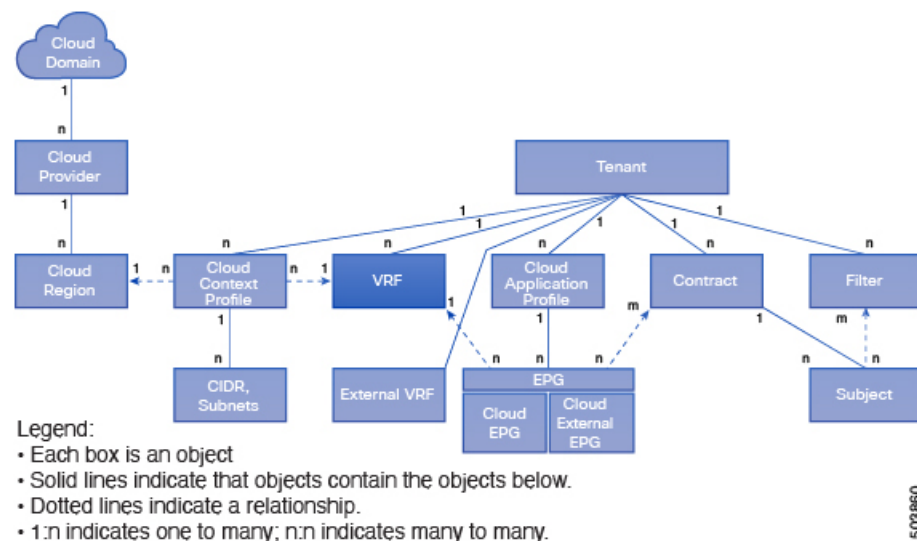 Cloud
Domain
1
n
Cloud
Provider
Tenant
1
1
1
1
1
1
n
n
n
n
n
n
Cloud
Region
1
n
Cloud
Context
Profile
n
1
VRF
Cloud
Application
Profile
Contract
Filter
1
1
1
m
1
m
n
n
n
n
n
n
CIDR,
Subnets
External VRF
EPG
Cloud
EPG
Cloud
External
EPG
Subject
Legend:
• Each box is an object
• Solid lines indicate that objects contain the objects below.
• Dotted lines indicate a relationship.
• 1:n indicates one to many; n:n indicates many to many.
503860